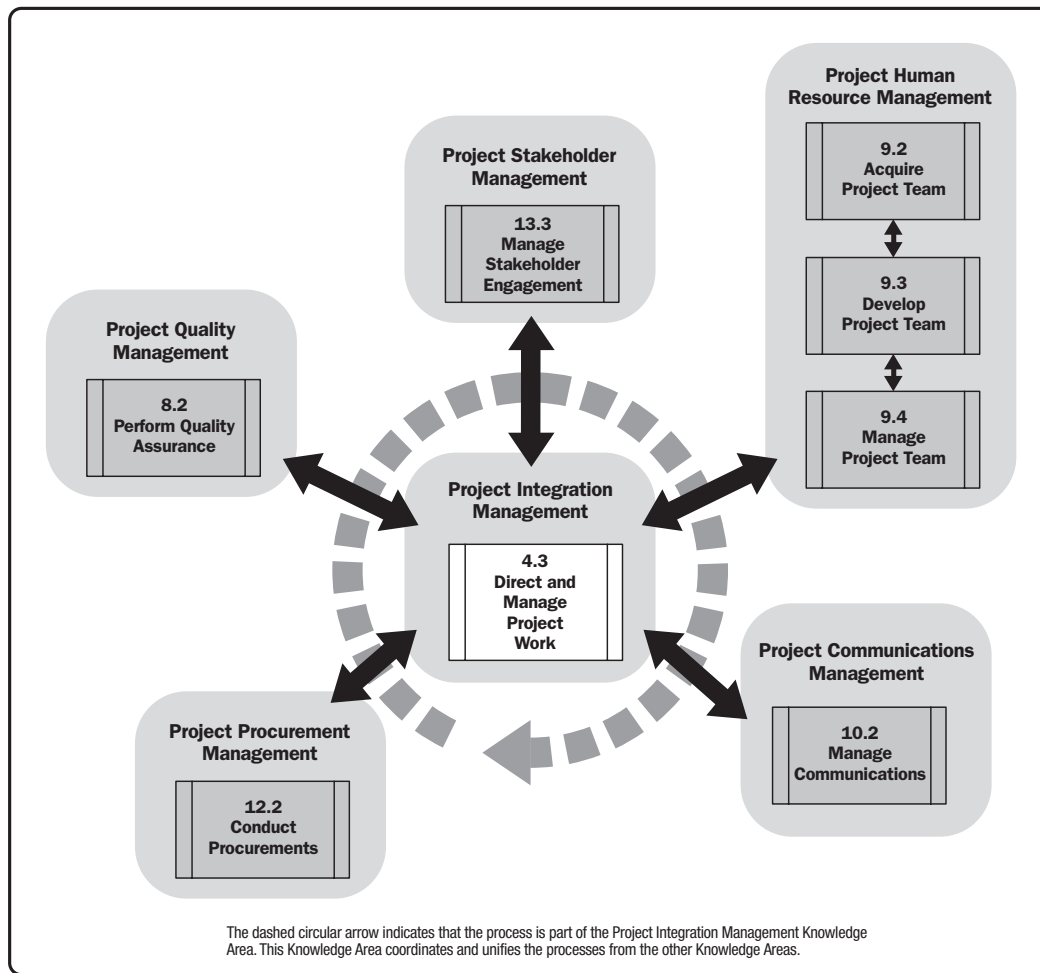 Project Stakeholder
Management
13.3
Manage
Stakeholder
Engagement
Project Human
Resource Management
9.2
Acquire
Project Team
9.3
Develop
Project Team
9.4
Manage
Project Team
Project Quality
Management
8.2
Perform Quality
Assurance
Project Integration
Management
4.3
Direct and
Manage
Project
Work
Project Communications
Management
10.2
Manage
Communications
Project Procurement
Management
12.2
Conduct
Procurements
The dashed circular arrow indicates that the process is part of the Project Integration Management Knowledge
Area. This Knowledge Area coordinates and unifies the processes from the other Knowledge Areas.